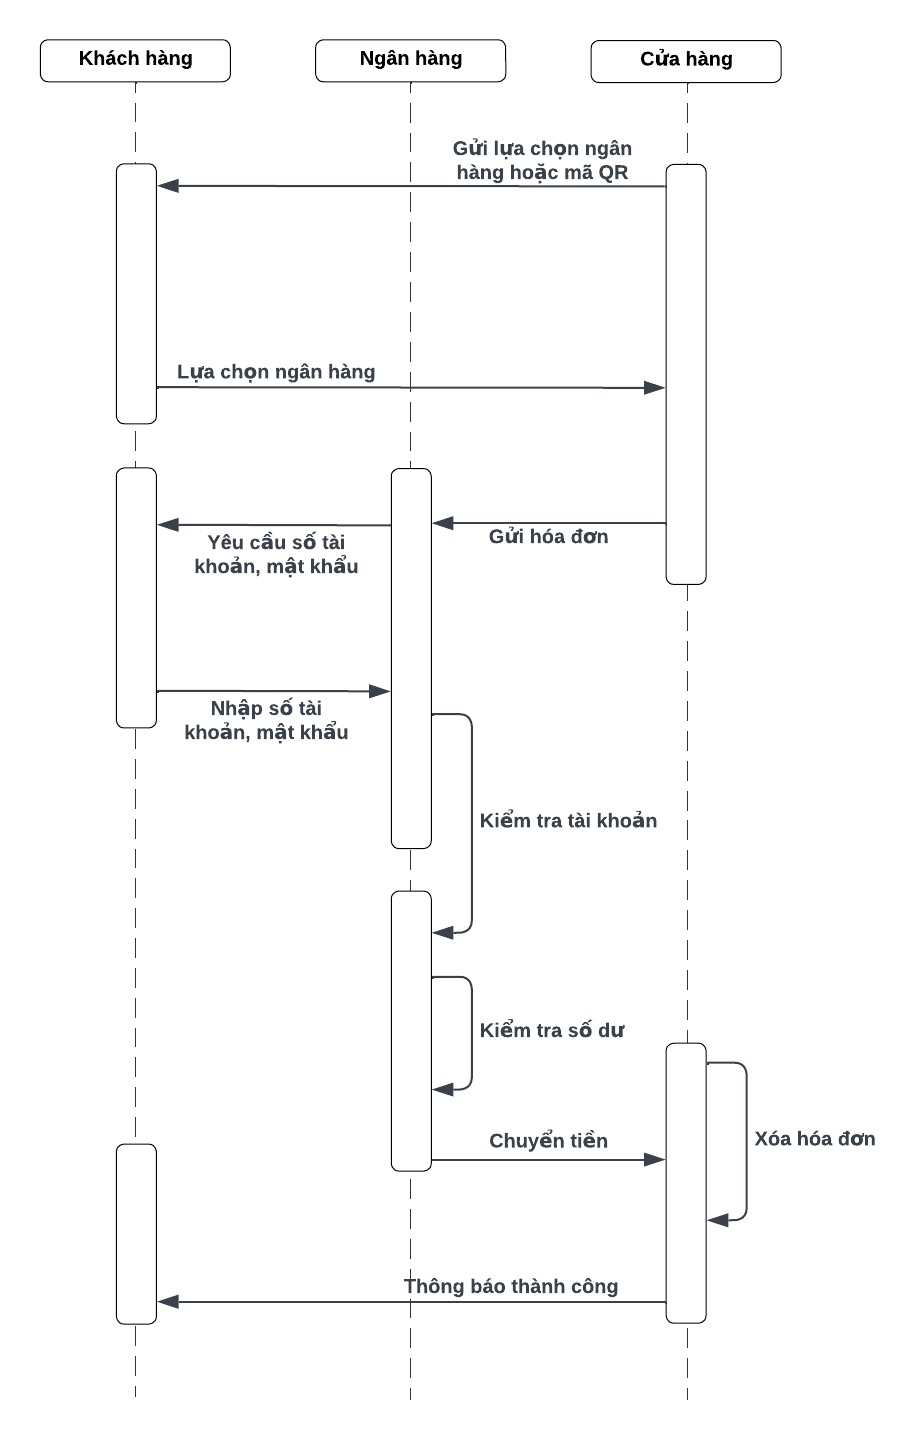 Khách hàng
Ngân hàng
Cửa hàng
Gửi lựa chọn ngân
hàng hoặc mã QR
Lựa chọn ngân hàng
Gửi hóa đơn
Yêu cầu số tài
khoản, mật khẩu
Nhập số tài
khoản, mật khẩu
Kiểm tra tài khoản
Kiểm tra số dư
Chuyển tiền
Xóa hóa đơn
Thông báo thành công